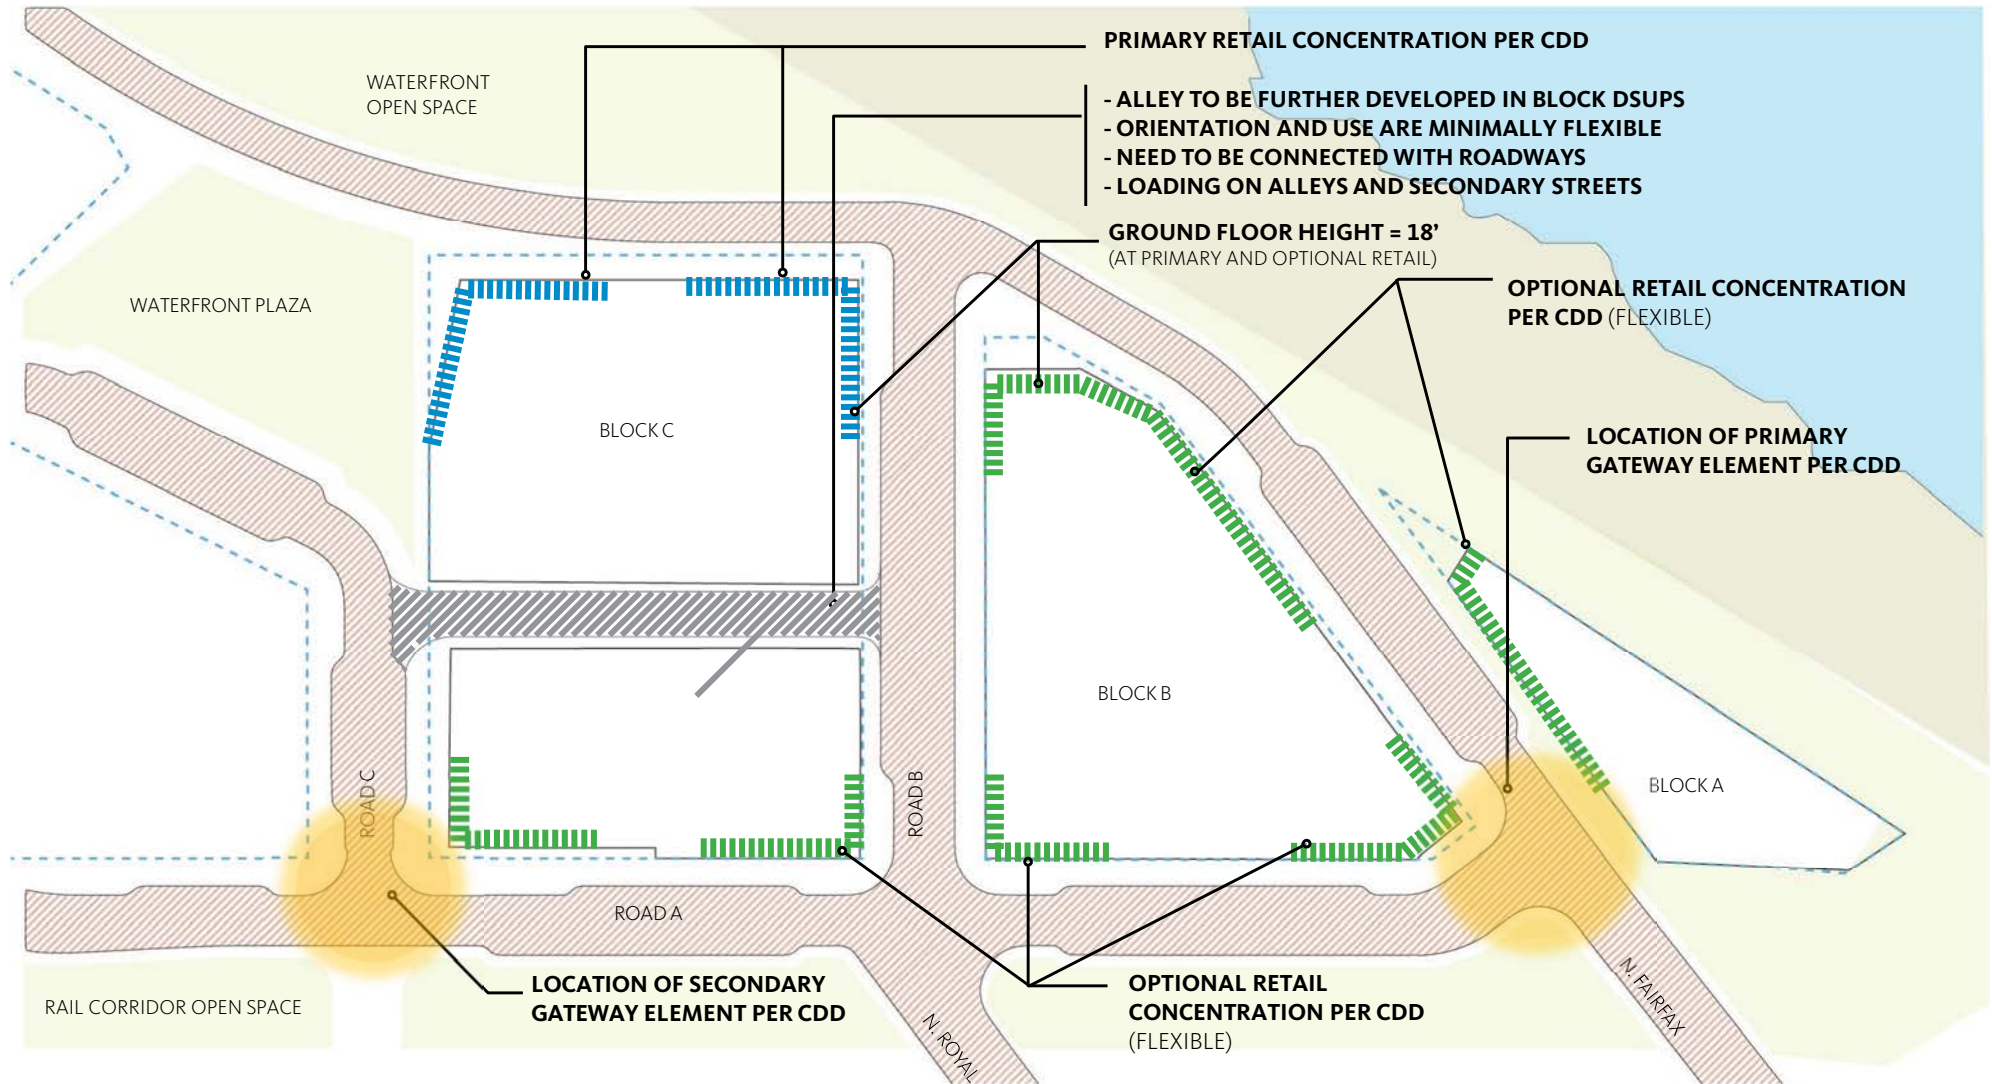 PRIMARY RETAIL CONCENTRATION PER CDD
WATERFRONT
OPEN SPACE
- ALLEY TO BE FURTHER DEVELOPED IN BLOCK DSUPS
- ORIENTATION AND USE ARE MINIMALLY FLEXIBLE
- NEED TO BE CONNECTED WITH ROADWAYS
- LOADING ON ALLEYS AND SECONDARY STREETS
GROUND FLOOR HEIGHT = 18’
(AT PRIMARY AND OPTIONAL RETAIL)
OPTIONAL RETAIL CONCENTRATION
PER CDD (FLEXIBLE)
WATERFRONT PLAZA
BLOCK C
LOCATION OF PRIMARY
GATEWAY ELEMENT PER CDD
BLOCK B
BLOCK A
ROAD C
ROAD B
ROAD A
LOCATION OF SECONDARY
GATEWAY ELEMENT PER CDD
OPTIONAL RETAIL
CONCENTRATION PER CDD
(FLEXIBLE)
RAIL CORRIDOR OPEN SPACE
N. ROYAL
N. FAIRFAX